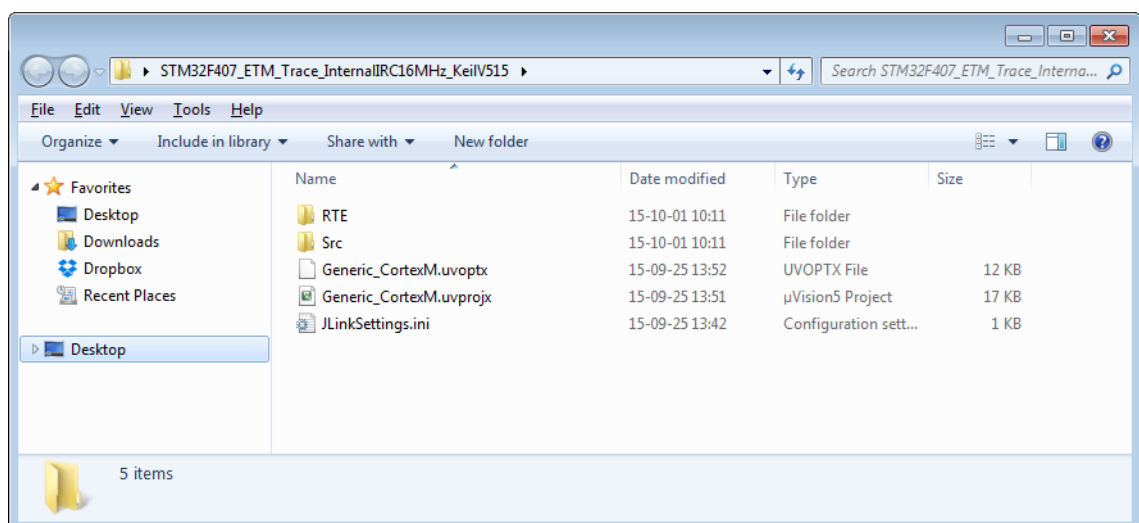 STM32F407_ETM_Trace_InternalIRC16MHz_KeilV515
Search STM32F407_ETM_Trace_Interna...
File Edit View Tools Help
Organize Include in library Share with New folder
Favorites
Desktop
Downloads
Dropbox
Recent Places
Desktop
Name Date modified Type Size
RTE 15-10-01 10:11 File folder
Src 15-10-01 10:11 File folder
Generic_CortexM.uvoptx 15-09-25 13:52 UVOPTX File 12 KB
Generic_CortexM.uvprojx 15-09-25 13:51 µVision5 Project 17 KB
JLinkSettings.ini 15-09-25 13:42 Configuration sett... 1 KB
5 items